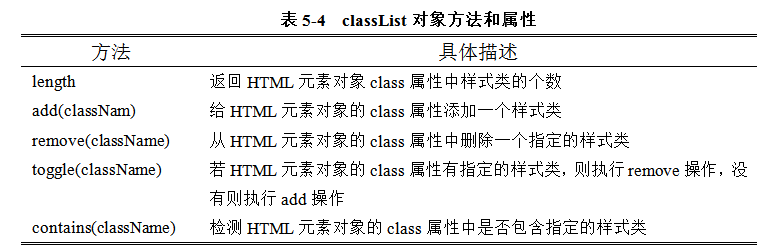 表 5-4 classList 对象方法和属性
方法 具体描述
length 返回 HTML 元素对象 class 属性中样式类的个数
add(classNam) 给 HTML 元素对象的 class 属性添加一个样式类
remove(className) 从 HTML 元素对象的 class 属性中删除一个指定的样式类
toggle(className) 若 HTML 元素对象的 class 属性有指定的样式类，则执行 remove 操作，没
有则执行 add 操作
contains(className) 检测 HTML 元素对象的 class 属性中是否包含指定的样式类